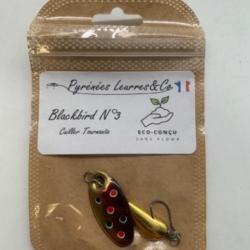 Pyrénées Leurres&Co
Blackbird N°3
Cuiller Tournante
ECO-CONÇU
SANS PLOMB